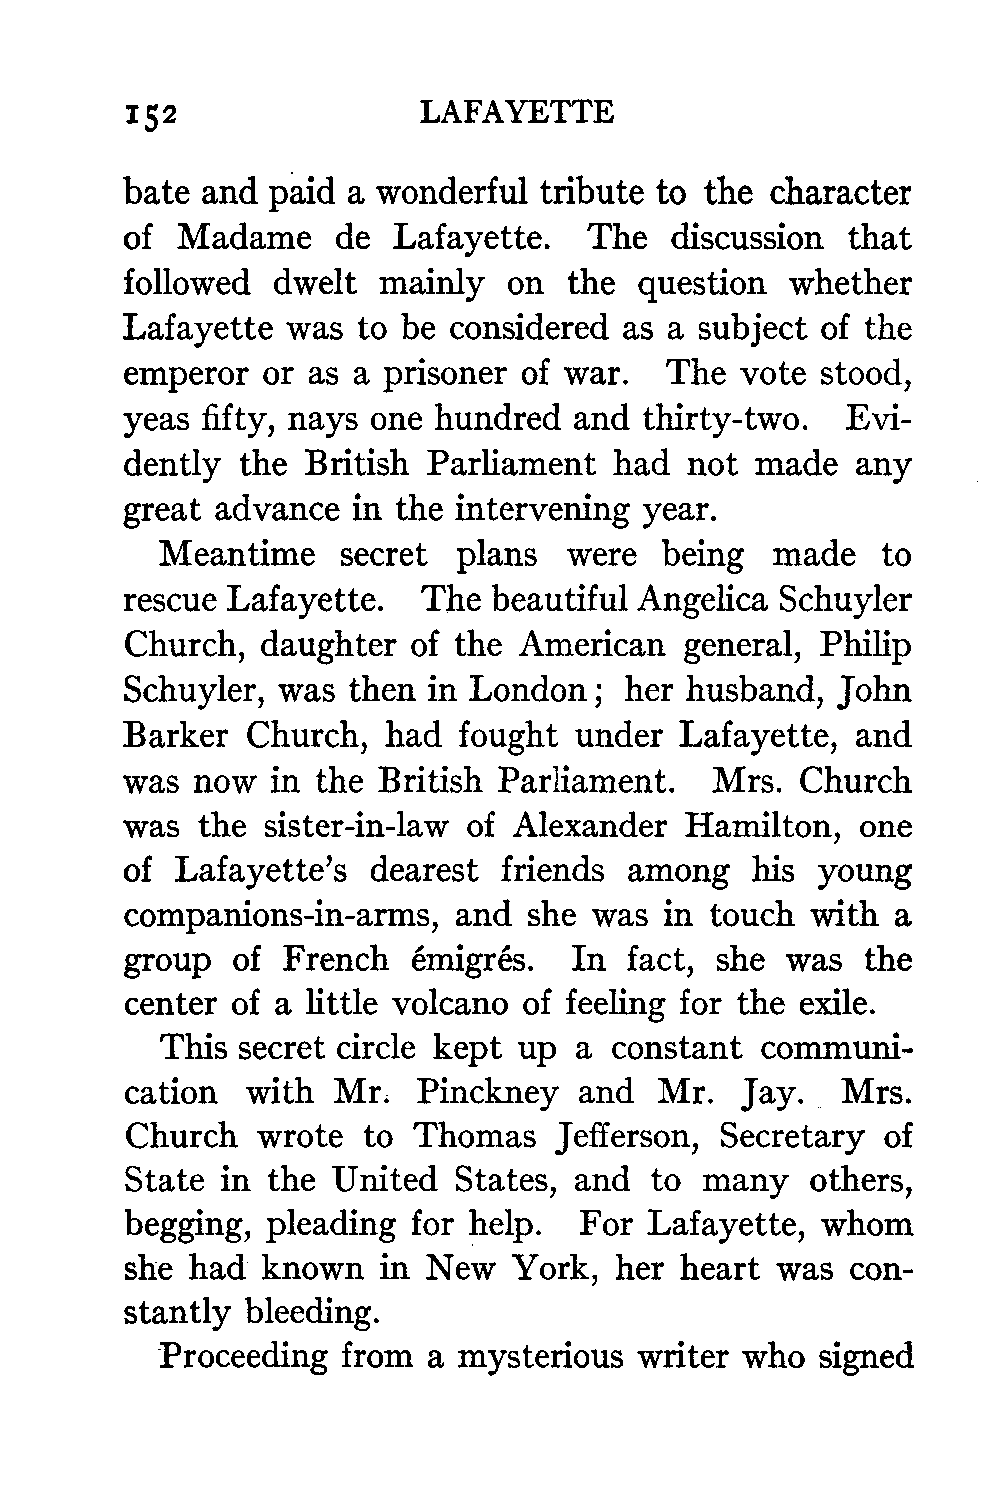 152 LAFAYETTE
bate and paid a wonderful tribute to the character
of Madame de Lafayette. The discussion that
followed dwelt mainly on the question whether
Lafayette was to be considered as a subject of the
emperor or as a prisoner of war. The vote stood,
yeas fifty, nays one hundred and thirty-two. Evi-
dently the British Parliament had not made any
great advance in the intervening year.
Meantime secret plans were being made to
rescue Lafayette. The beautiful Angelica Schuyler
Church, daughter of the American general, Philip
Schuyler, was then in London; her husband, John
Barker Church, had fought under Lafayette, and
was now in the British Parliament. Mrs. Church
was the sister-in-law of Alexander Hamilton, one
of Lafayette's dearest friends among his young
companions-in-arms, and she was in touch with a
group of French émigrés. In fact, she was the
center of a little volcano of feeling for the exile.
This secret circle kept up a constant communi-
cation with Mr. Pinckney and Mr. Jay. Mrs.
Church wrote to Thomas Jefferson, Secretary of
State in the United States, and to many others,
begging, pleading for help. For Lafayette, whom
she had known in New York, her heart was con-
stantly bleeding.
Proceeding from a mysterious writer who signed